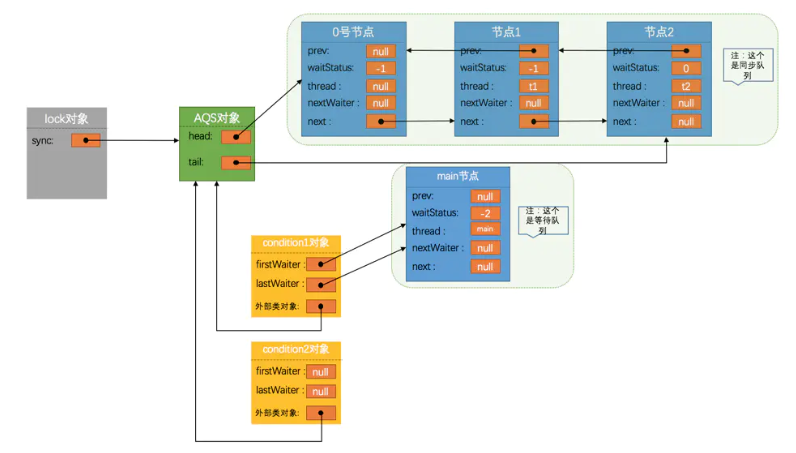 0号节点
prev: null
waitStatus: -1
thread : null
nextWaiter : null
next :
节点1
prev:
waitStatus: -1
thread : t1
nextWaiter: null
next :
节点2
prev:
waitStatus: 0
thread : t2
nextWaiter: null
next : null
注：这个
是同步队
列
lock对象
sync:
AQS对象
head:
tail:
main节点
prev: null
waitStatus: -2
thread : main
nextWaiter: null
next : null
注：这个
是等待队
列
condition1对象
firstWaiter :
lastWaiter :
外部类对象:
condition2对象
firstWaiter : null
lastWaiter : null
外部类对象: